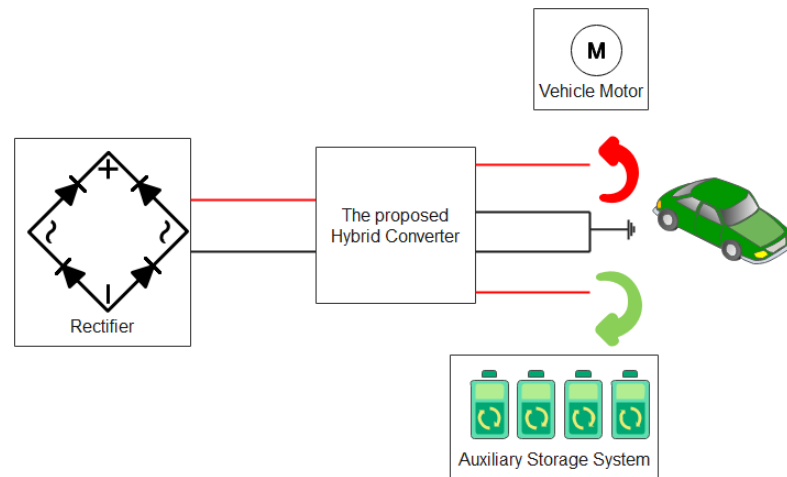 M
Vehicle Motor
The proposed
Hybrid Converter
Rectifier
Auxiliary Storage System